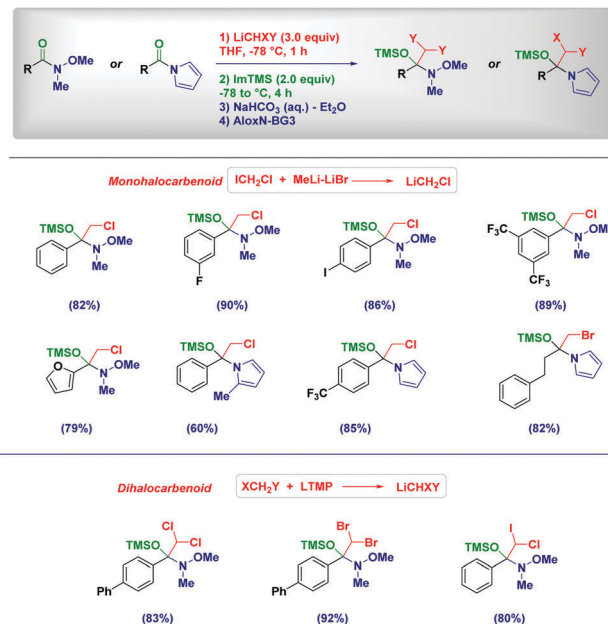 O
R N OMe
Me
or
O
R N
1) LiCHXY (3.0 equiv)
THF, -78 °C, 1 h
2) ImTMS (2.0 equiv)
-78 to °C, 4 h
3) NaHCO3 (aq.) - Et2O
4) AloxN-BG3
Y
TMSO Y
R N OMe
Me
or
X
TMSO Y
R N
Monohalocarbenoid ICH2Cl + MeLi-LiBr LiCH2Cl
TMSO Cl
N OMe
Me
(82%)
TMSO Cl
N OMe
Me
F
(90%)
TMSO Cl
N OMe
I Me
(86%)
TMSO Cl
F3C N OM
Me
CF3
(89%)
TMSO Cl
O N OMe
Me
(79%)
TMSO Cl
N
Me
(60%)
TMSO Cl
N
F3C
(85%)
TMSO Br
N
(82%)
Dihalocarbenoid XCH2Y + LTMP LiCHXY
Cl
TMSO Cl
N OMe
Ph Me
(83%)
Br
TMSO Br
N OMe
Ph Me
(92%)
I
TMSO Cl
N OMe
Me
(80%)